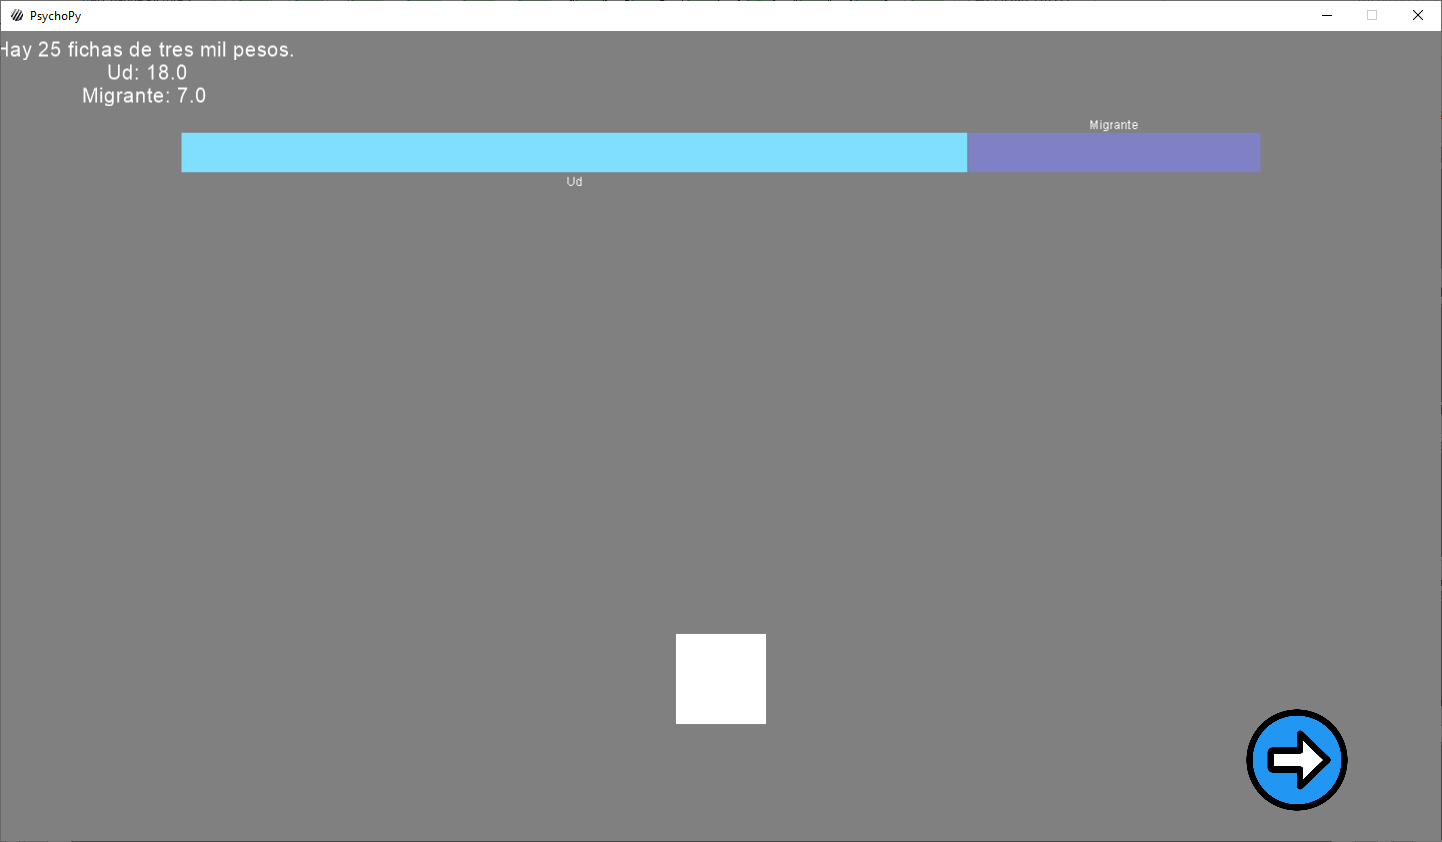 PsychoPy
Hay 25 fichas de tres mil pesos.
Ud: 18.0
Migrante: 7.0
Migrante
Ud